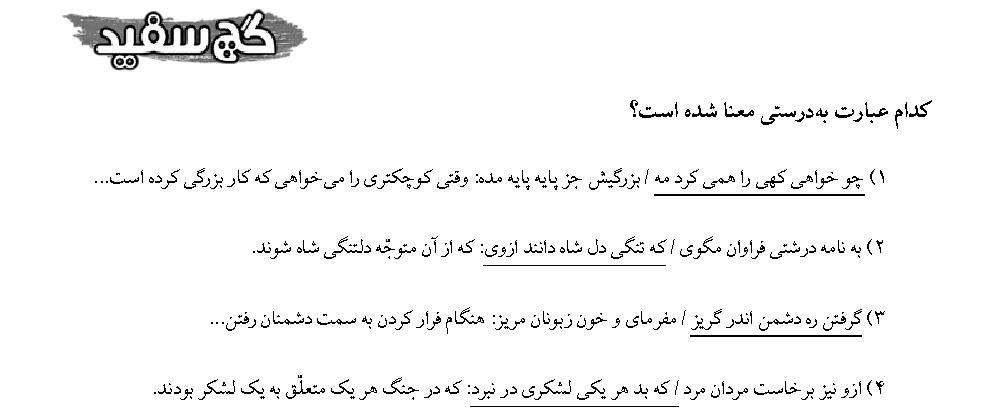 گچ سفید
کدام عبارت به‌درستی معنا شده است؟
۱) چو خواهی کهی را همی کرد مه / بزرگیش جز پایه پایه مده: وقتی کوچکتری را می‌خواهی که کار بزرگی کرده است...
۲) به نامه درشتی فراوان مگوی / که تنگی دل شاه دانند ازوی: که از آن متوجّه دلتنگی شاه شوند.
۳) گرفتن ره دشمن اندر گریز / مفرمای و خون زبونان مریز: هنگام فرار کردن به سمت دشمنان رفتن...
۴) ازو نیز برخاست مردان مرد / که بد هر یکی لشکری در نبرد: که در جنگ هر یک متعلّق به یک لشکر بودند.